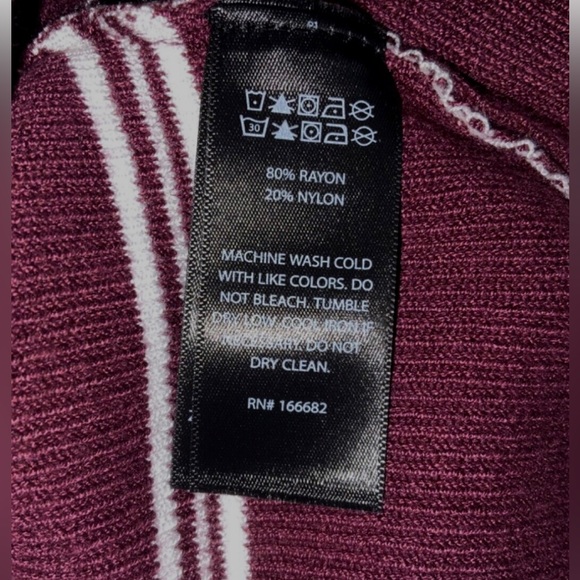 30
80% RAYON
20% NYLON
MACHINE WASH COLD
WITH LIKE COLORS. DO
NOT BLEACH. TUMBLE
DRY LOW. COOL IRON IF
NECESSARY. DO NOT
DRY CLEAN.
RN# 166682